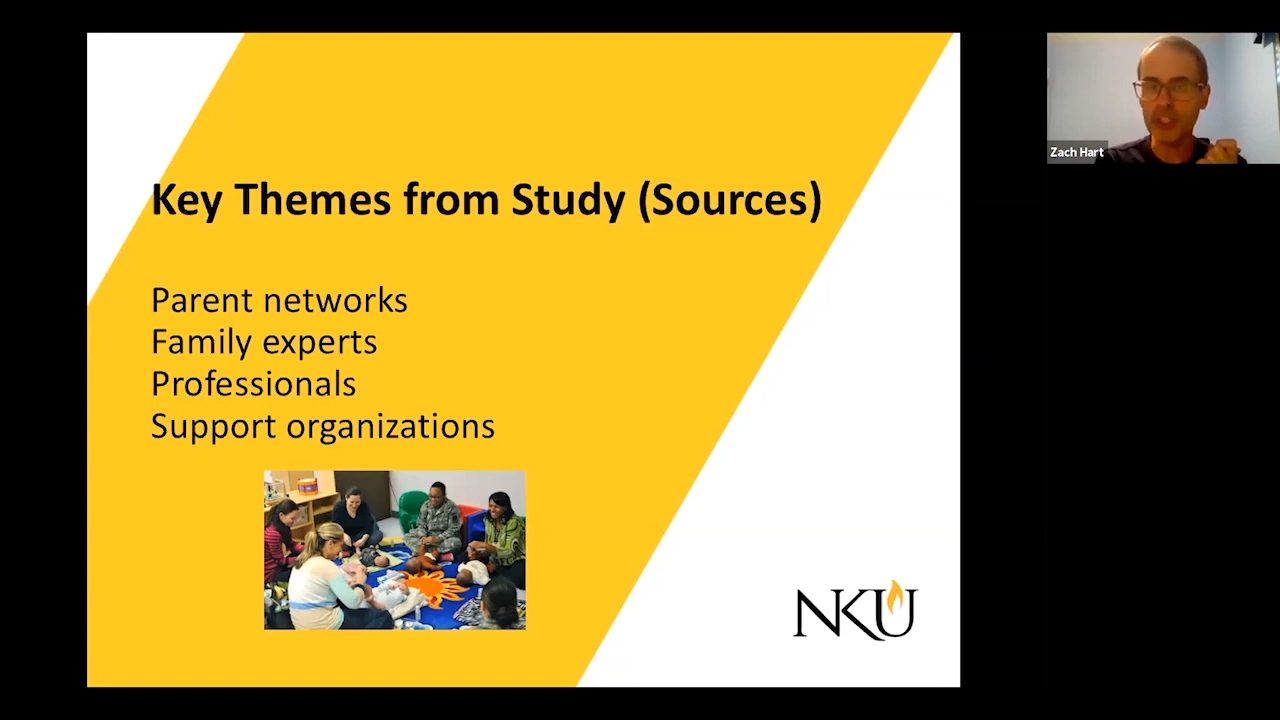 Key Themes from Study (Sources)
Parent networks
Family experts
Professionals
Support organizations
NKU
Zach Hart